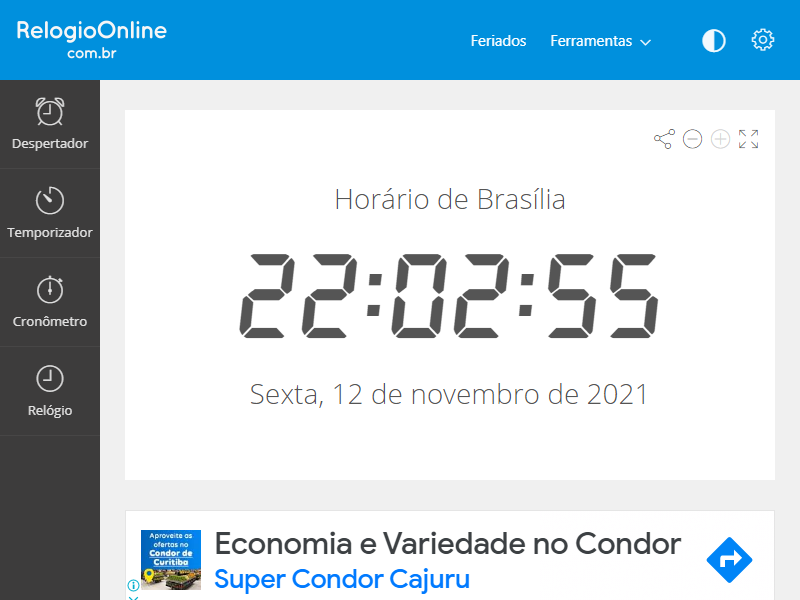 RelogioOnline
com.br
Feriados
Ferramentas
Despertador
Temporizador
Cronômetro
Relógio
Horário de Brasília
22:02:55
Sexta, 12 de novembro de 2021
Aproveite as
ofertas no
Condor de
Curitiba
Economia e Variedade no Condor
Super Condor Cajuru